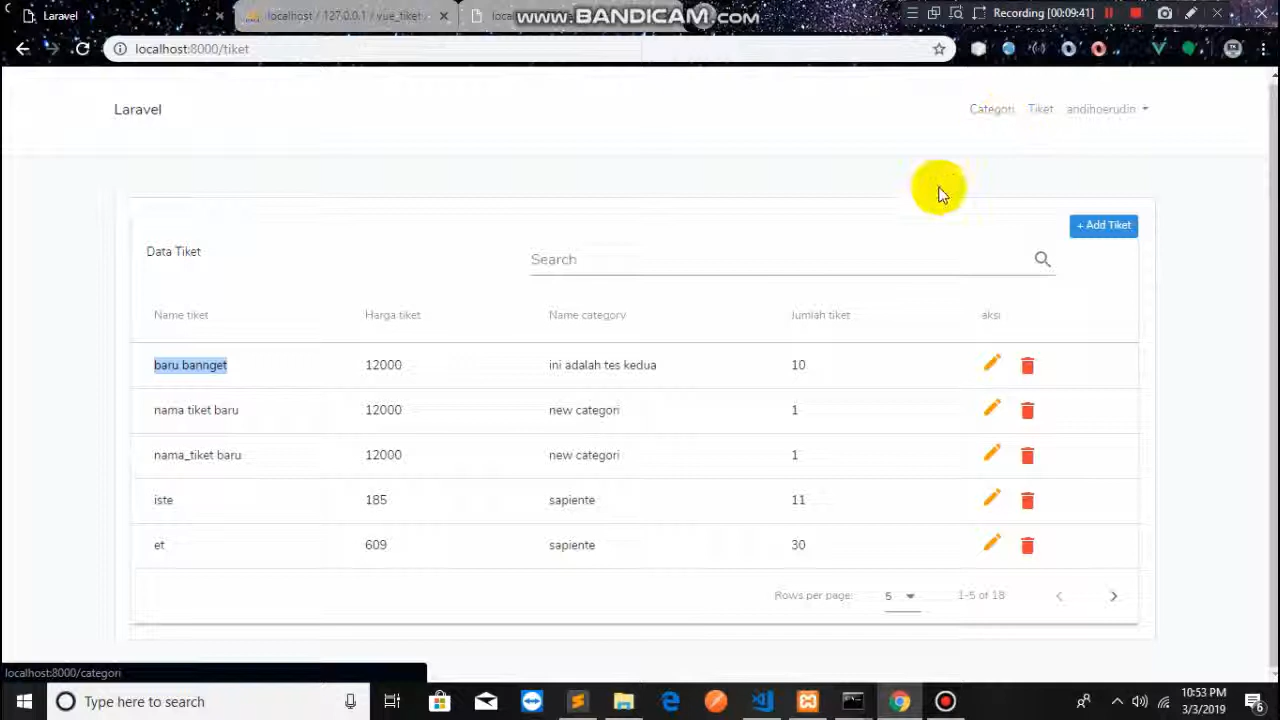 Laravel
localhost / 127.0.0.1 / vue_tiket
WWW.BANDICAM.COM
Recording [00:09:41]
localhost:8000/tiket
Laravel
Categori Tiket andihoerudin
+ Add Tiket
Data Tiket
Search
Name tiket Harga tiket Name category Jumlah tiket aksi
baru bannget 12000 ini adalah tes kedua 10
nama tiket baru 12000 new categori 1
nama_tiket baru 12000 new categori 1
iste 185 sapiente 11
et 609 sapiente 30
Rows per page: 5 1-5 of 18
localhost:8000/categori
Type here to search
10:53 PM
3/3/2019
6